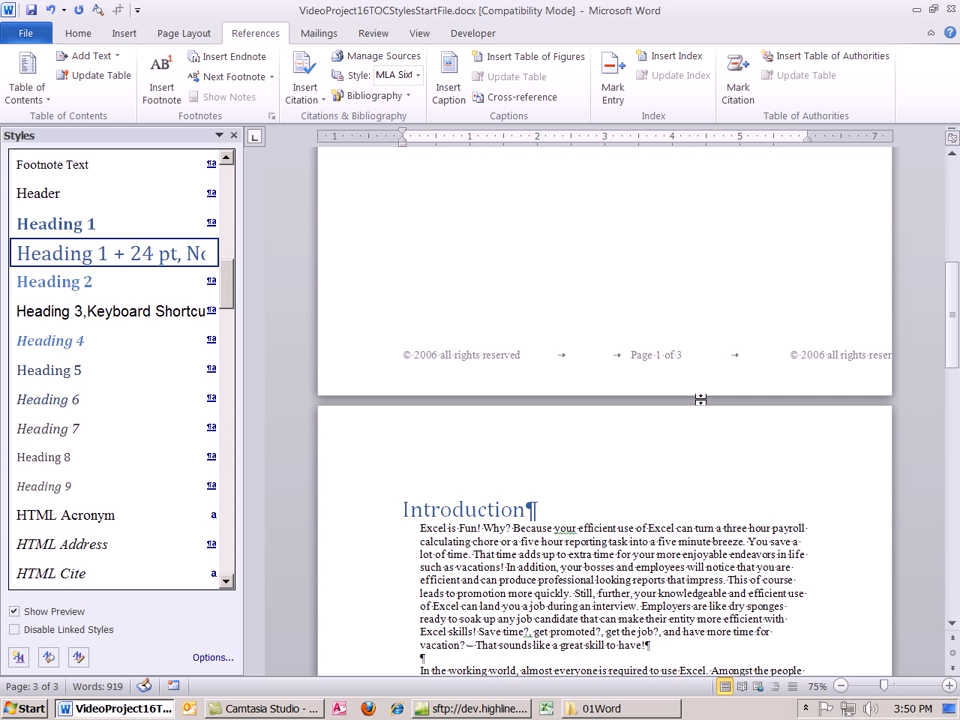 VideoProject16TOCStylesStartFile.docx [Compatibility Mode] - Microsoft Word
File Home Insert Page Layout References Mailings Review View Developer
Table of Contents
Add Text
Update Table
Table of Contents
AB¹ Insert Footnote
Insert Endnote
Next Footnote
Show Notes
Footnotes
Insert Citation
Manage Sources
Style: MLA Sixt
Bibliography
Citations & Bibliography
Insert Caption
Insert Table of Figures
Update Table
Cross-reference
Captions
Mark Entry
Insert Index
Update Index
Index
Mark Citation
Insert Table of Authorities
Update Table
Table of Authorities
Styles
Footnote Text ¶a
Header ¶a
Heading 1 ¶a
Heading 1 + 24 pt, No
Heading 2 ¶a
Heading 3,Keyboard Shortcu ¶a
Heading 4 ¶a
Heading 5 ¶a
Heading 6 ¶a
Heading 7 ¶a
Heading 8 ¶a
Heading 9 ¶a
HTML Acronym a
HTML Address ¶a
HTML Cite a
Show Preview
Disable Linked Styles
Options...
1 1 2 3 4 5 7
© 2006 all rights reserved → → Page 1 of 3 → © 2006 all rights reser
Introduction¶
Excel is Fun! Why? Because your efficient use of Excel can turn a three hour payroll
calculating chore or a five hour reporting task into a five minute breeze. You save a
lot of time. That time adds up to extra time for your more enjoyable endeavors in life
such as vacations! In addition, your bosses and employees will notice that you are
efficient and can produce professional looking reports that impress. This of course
leads to promotion more quickly. Still, further, your knowledgeable and efficient use
of Excel can land you a job during an interview. Employers are like dry sponges
ready to soak up any job candidate that can make their entity more efficient with
Excel skills! Save time?, get promoted?, get the job?, and have more time for
vacation? – That sounds like a great skill to have!¶
¶
In the working world, almost everyone is required to use Excel. Amongst the people
Page: 3 of 3 Words: 919 75%
Start VideoProject16T... Camtasia Studio - ... sftp://dev.highline... 01Word 3:50 PM